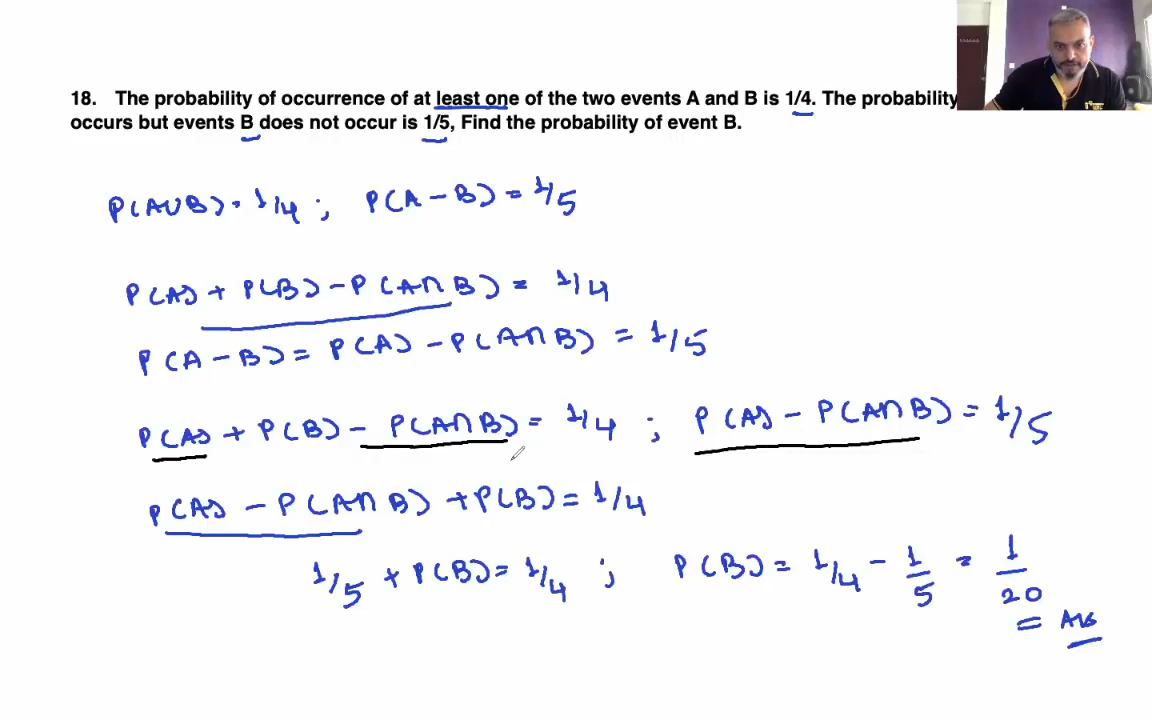 18. The probability of occurrence of at least one of the two events A and B is 1/4. The probability
occurs but events B does not occur is 1/5, Find the probability of event B.
P(A∪B) = 1/4 ; P(A - B) = 1/5
P(A) + P(B) - P(A∩B) = 1/4
P(A - B) = P(A) - P(A∩B) = 1/5
P(A) + P(B) - P(A∩B) = 1/4 ; P(A) - P(A∩B) = 1/5
P(A) - P(A∩B) + P(B) = 1/4
1/5 + P(B) = 1/4 ; P(B) = 1/4 - 1/5 = 1/20
= Ans